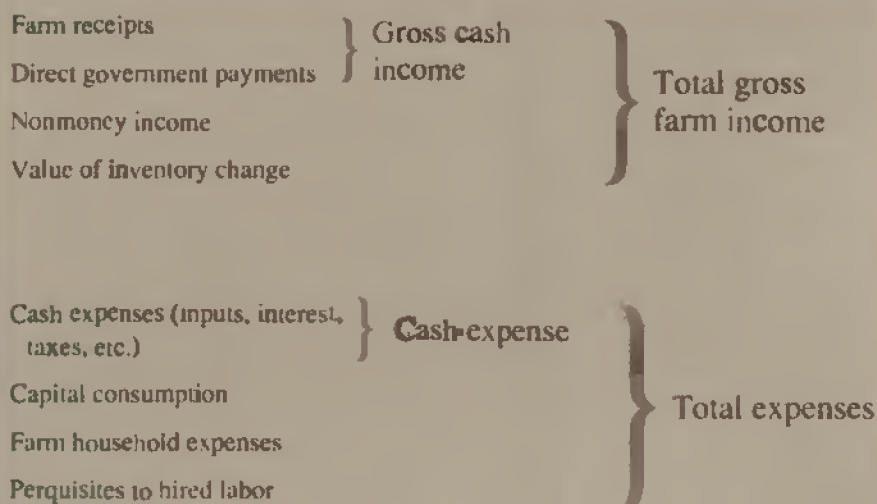 Farm receipts
Gross cash
Direct government payments
income
Total gross
farm income
Nonmoney income
Value of inventory change
Cash expenses (inputs, interest,
taxes, etc.)
Cash-expense
Capital consumption
Total expenses
Farm household expenses
Perquisites to hired labor